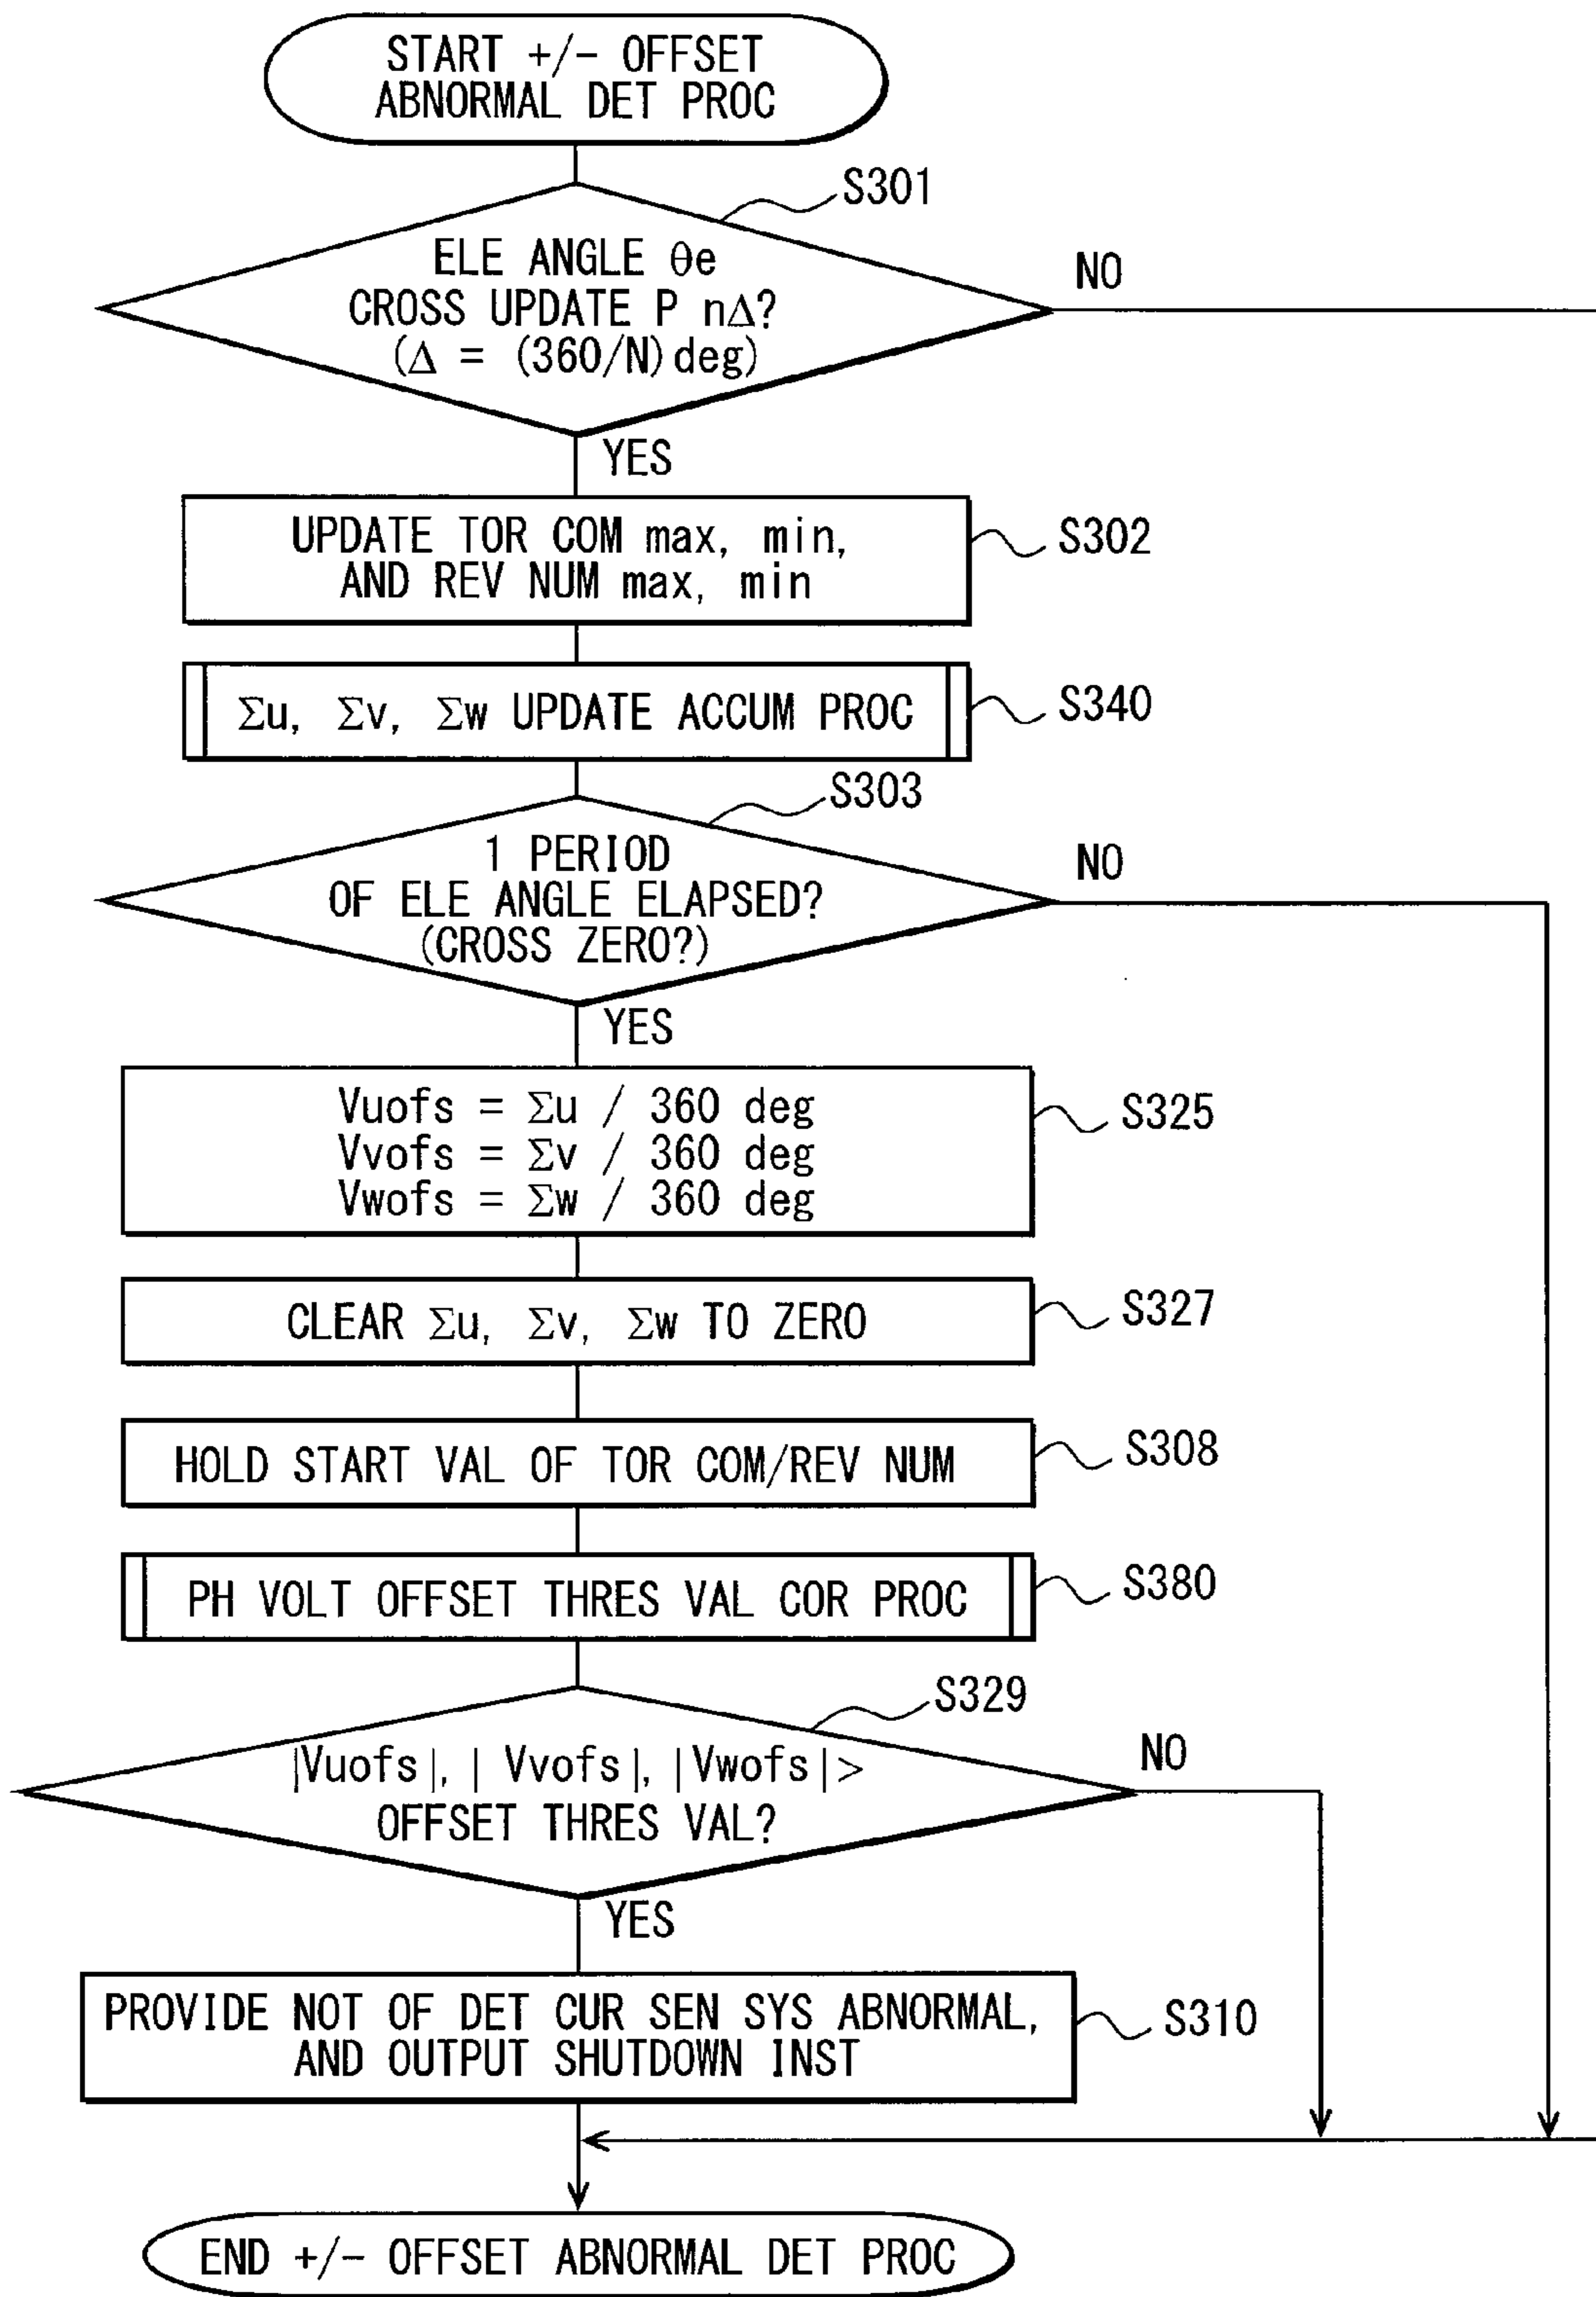 START +/- OFFSET
ABNORMAL DET PROC
S301
ELE ANGLE θe
CROSS UPDATE P nΔ?
(Δ = (360/N)deg)
NO
YES
UPDATE TOR COM max, min,
AND REV NUM max, min
S302
Σu, Σv, Σw UPDATE ACCUM PROC
S340
S303
1 PERIOD
OF ELE ANGLE ELAPSED?
(CROSS ZERO?)
NO
YES
Vuofs = Σu / 360 deg
Vvofs = Σv / 360 deg
Vwofs = Σw / 360 deg
S325
CLEAR Σu, Σv, Σw TO ZERO
S327
HOLD START VAL OF TOR COM/REV NUM
S308
PH VOLT OFFSET THRES VAL COR PROC
S380
S329
|Vuofs|, | Vvofs|, |Vwofs|>
OFFSET THRES VAL?
NO
YES
PROVIDE NOT OF DET CUR SEN SYS ABNORMAL,
AND OUTPUT SHUTDOWN INST
S310
END +/- OFFSET ABNORMAL DET PROC